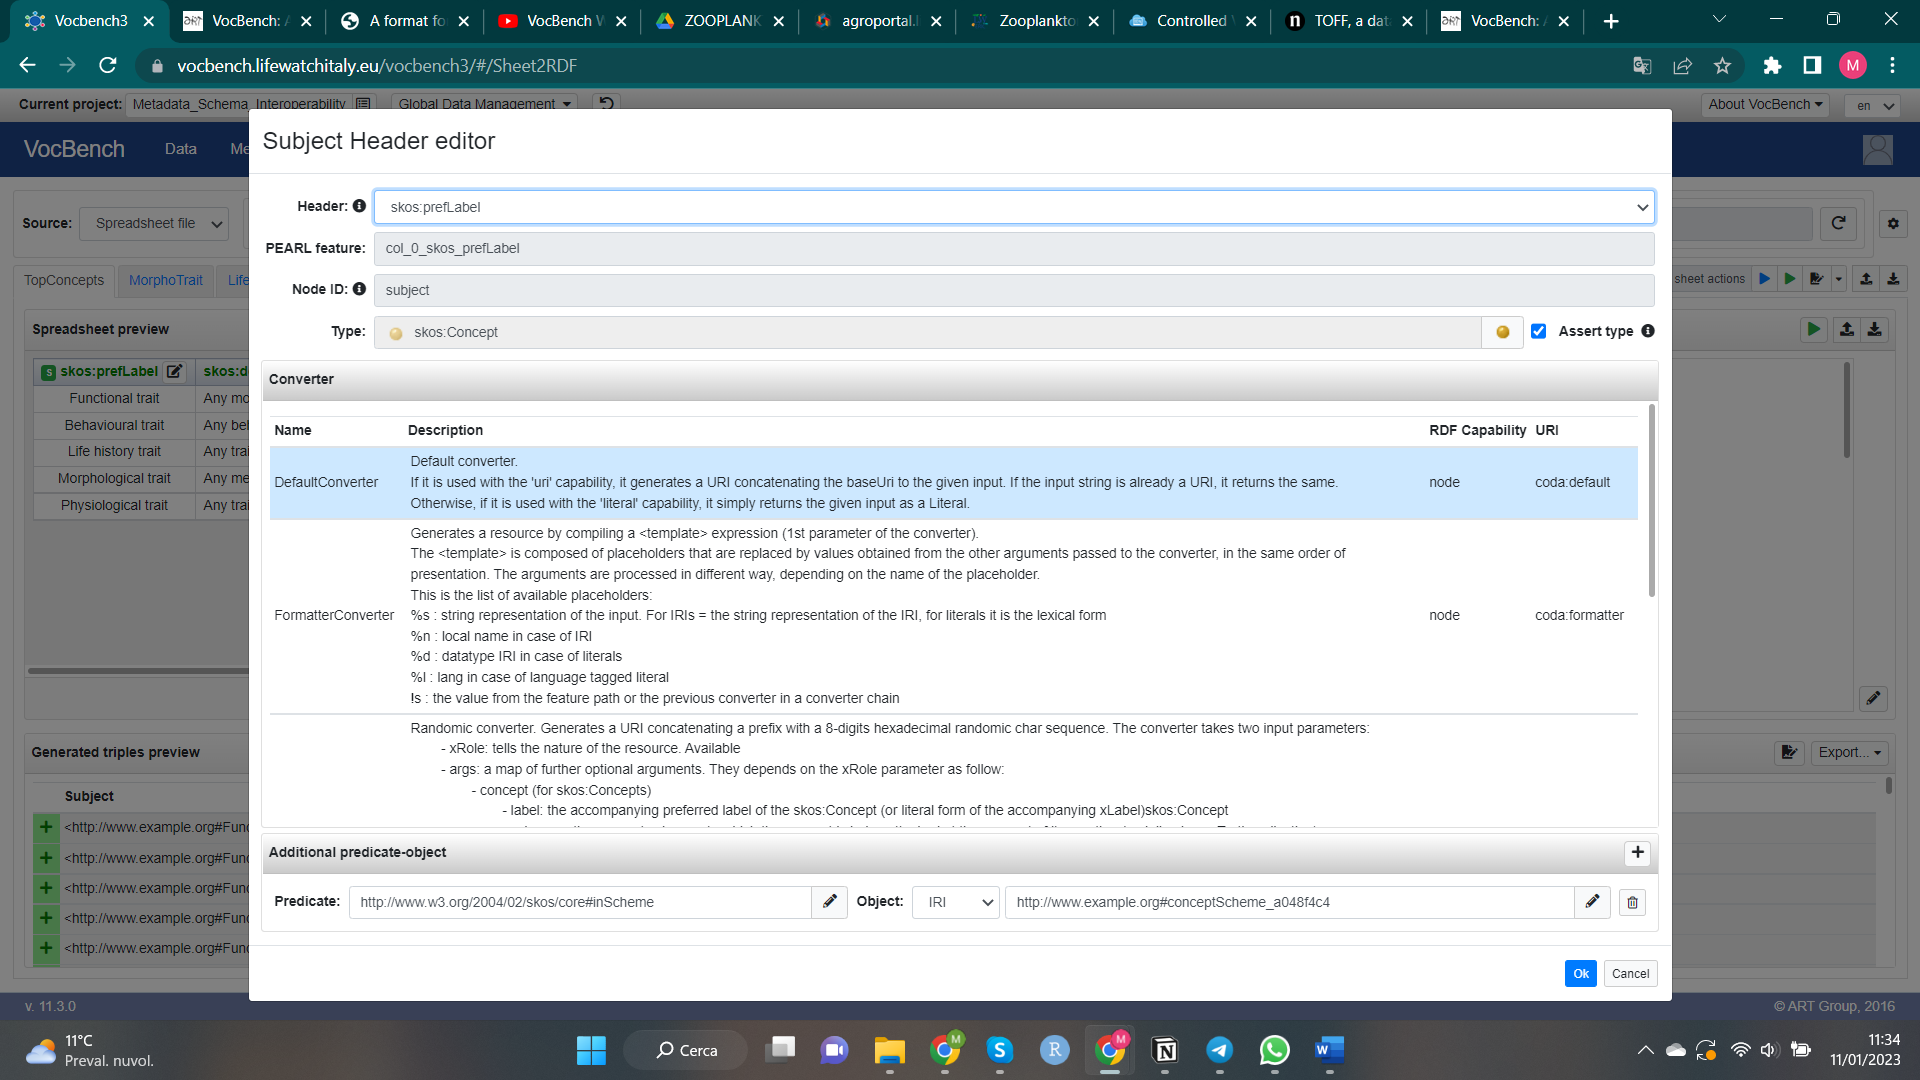 Vocbench3
VocBench: A
A format fo
VocBench W
ZOOPLANK
agroportal.l
Zooplankto
Controlled V
TOFF, a dat
VocBench: A
vocbench.lifewatchitaly.eu/vocbench3/#/Sheet2RDF
M
Current project: Metadata_Schema_Interoperability Global Data Management About VocBench en
VocBench Data Me
Subject Header editor
Source: Spreadsheet file
Header: skos:prefLabel
PEARL feature: col_0_skos_prefLabel
TopConcepts MorphoTrait Life
sheet actions
Node ID: subject
Type: skos:Concept Assert type
Spreadsheet preview
S skos:prefLabel skos:d
Functional trait Any mo
Behavioural trait Any bel
Life history trait Any trai
Morphological trait Any me
Physiological trait Any trai
Converter
Name Description RDF Capability URI
DefaultConverter
Default converter.
If it is used with the 'uri' capability, it generates a URI concatenating the baseUri to the given input. If the input string is already a URI, it returns the same.
Otherwise, if it is used with the 'literal' capability, it simply returns the given input as a Literal.
node coda:default
FormatterConverter
Generates a resource by compiling a <template> expression (1st parameter of the converter).
The <template> is composed of placeholders that are replaced by values obtained from the other arguments passed to the converter, in the same order of
presentation. The arguments are processed in different way, depending on the name of the placeholder.
This is the list of available placeholders:
%s : string representation of the input. For IRIs = the string representation of the IRI, for literals it is the lexical form
%n : local name in case of IRI
%d : datatype IRI in case of literals
%l : lang in case of language tagged literal
!s : the value from the feature path or the previous converter in a converter chain
node coda:formatter
Randomic converter. Generates a URI concatenating a prefix with a 8-digits hexadecimal randomic char sequence. The converter takes two input parameters:
- xRole: tells the nature of the resource. Available
- args: a map of further optional arguments. They depends on the xRole parameter as follow:
- concept (for skos:Concepts)
- label: the accompanying preferred label of the skos:Concept (or literal form of the accompanying xLabel)skos:Concept
Generated triples preview
Export...
Subject
<http://www.example.org#Fun
<http://www.example.org#Fun
<http://www.example.org#Fun
<http://www.example.org#Fun
<http://www.example.org#Fun
Additional predicate-object
Predicate: http://www.w3.org/2004/02/skos/core#inScheme Object: IRI http://www.example.org#conceptScheme_a048f4c4
Ok Cancel
v. 11.3.0 © ART Group, 2016
11°C
Preval. nuvol.
Cerca
11:34
11/01/2023